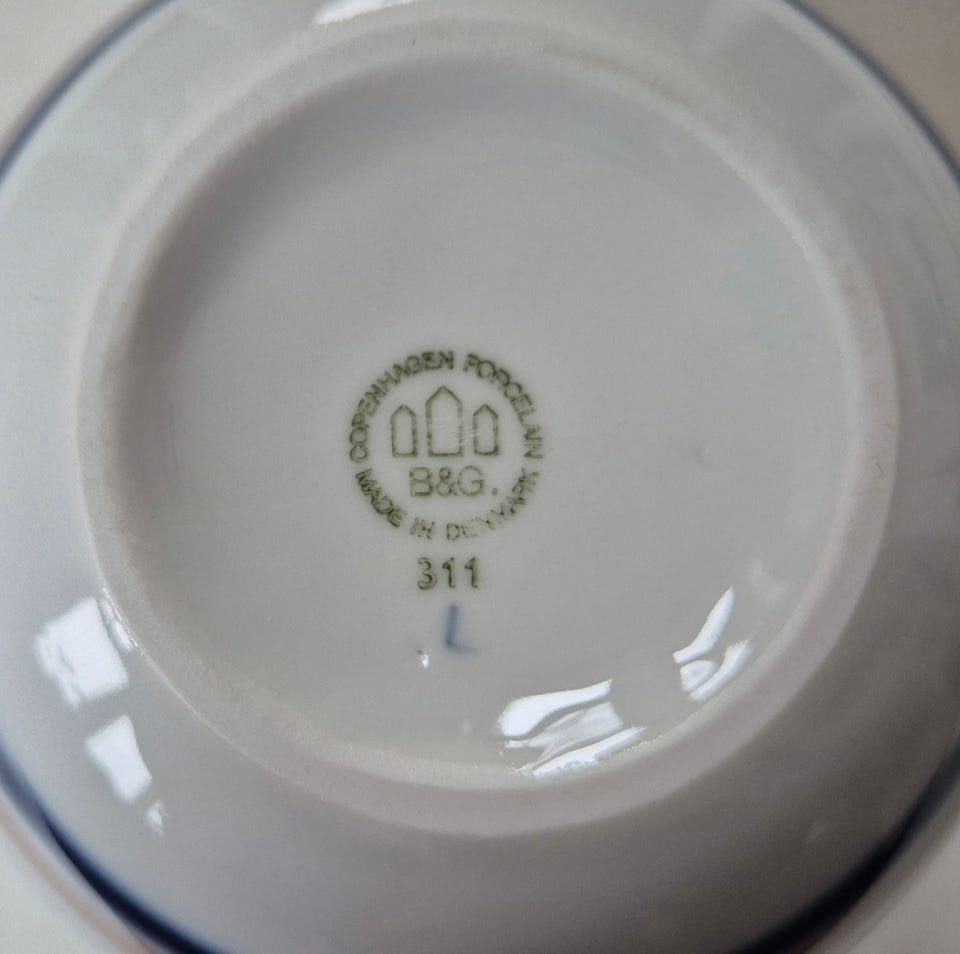 COPENHAGEN PORCELAIN
B&G.
MADE IN DENMARK
311
L